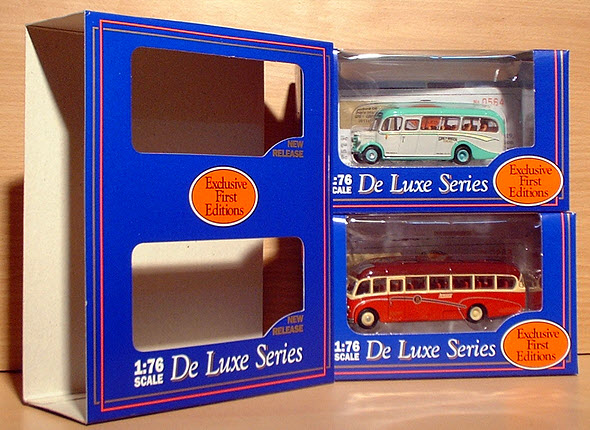 NEW
RELEASE
Exclusive
First
Editions
NEW
RELEASE
1:76
SCALE
De Luxe Series
1:76
SCALE
De Luxe Series
Exclusive
First
Editions
1:76
SCALE
De Luxe Series
Exclusive
First
Editions